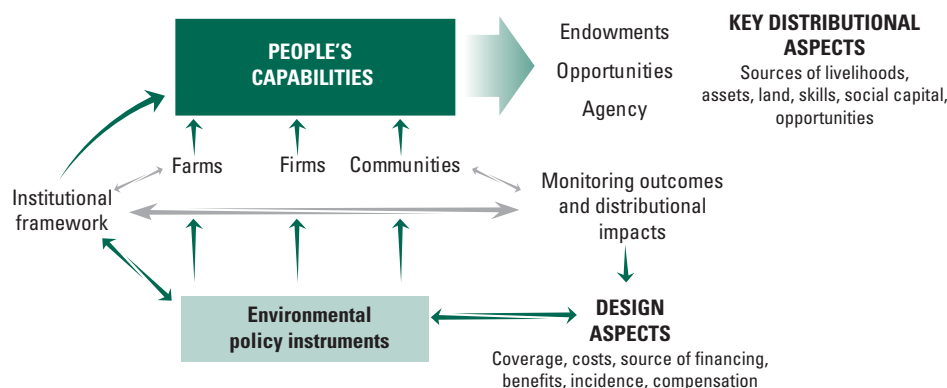 PEOPLE'S
CAPABILITIES
Endowments
Opportunities
Agency
KEY DISTRIBUTIONAL
ASPECTS
Sources of livelihoods,
assets, land, skills, social capital,
opportunities
Farms
Firms
Communities
Institutional
framework
Monitoring outcomes
and distributional
impacts
Environmental
policy instruments
DESIGN
ASPECTS
Coverage, costs, source of financing,
benefits, incidence, compensation